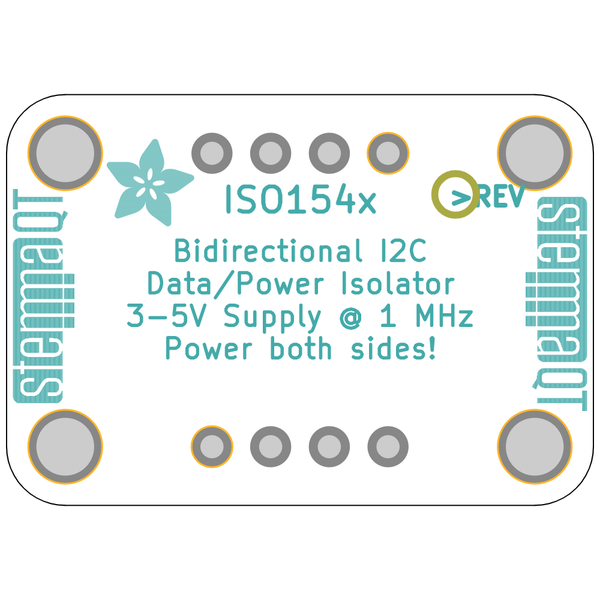 ISO154x
>REV
Bidirectional I2C
Data/Power Isolator
3-5V Supply @ 1 MHz
Power both sides!
stemmaQT
stemmaQT